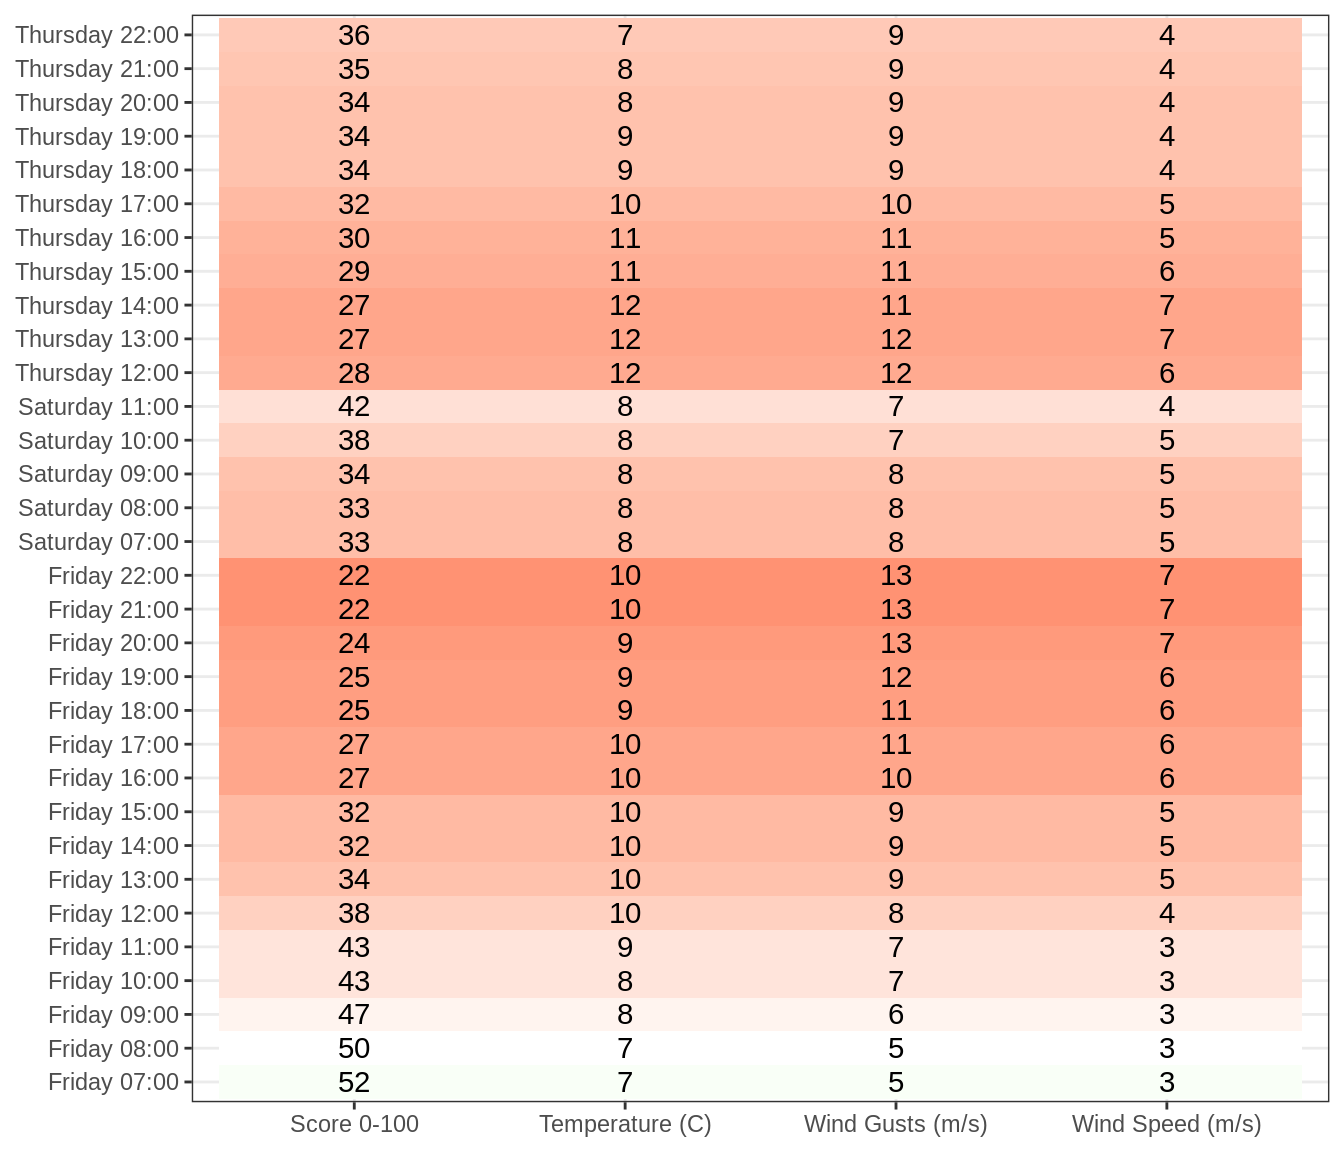 Thursday 22:00 36 7 9 4
Thursday 21:00 35 8 9 4
Thursday 20:00 34 8 9 4
Thursday 19:00 34 9 9 4
Thursday 18:00 34 9 9 4
Thursday 17:00 32 10 10 5
Thursday 16:00 30 11 11 5
Thursday 15:00 29 11 11 6
Thursday 14:00 27 12 11 7
Thursday 13:00 27 12 12 7
Thursday 12:00 28 12 12 6
Saturday 11:00 42 8 7 4
Saturday 10:00 38 8 7 5
Saturday 09:00 34 8 8 5
Saturday 08:00 33 8 8 5
Saturday 07:00 33 8 8 5
Friday 22:00 22 10 13 7
Friday 21:00 22 10 13 7
Friday 20:00 24 9 13 7
Friday 19:00 25 9 12 6
Friday 18:00 25 9 11 6
Friday 17:00 27 10 11 6
Friday 16:00 27 10 10 6
Friday 15:00 32 10 9 5
Friday 14:00 32 10 9 5
Friday 13:00 34 10 9 5
Friday 12:00 38 10 8 4
Friday 11:00 43 9 7 3
Friday 10:00 43 8 7 3
Friday 09:00 47 8 6 3
Friday 08:00 50 7 5 3
Friday 07:00 52 7 5 3
Score 0-100 Temperature (C) Wind Gusts (m/s) Wind Speed (m/s)